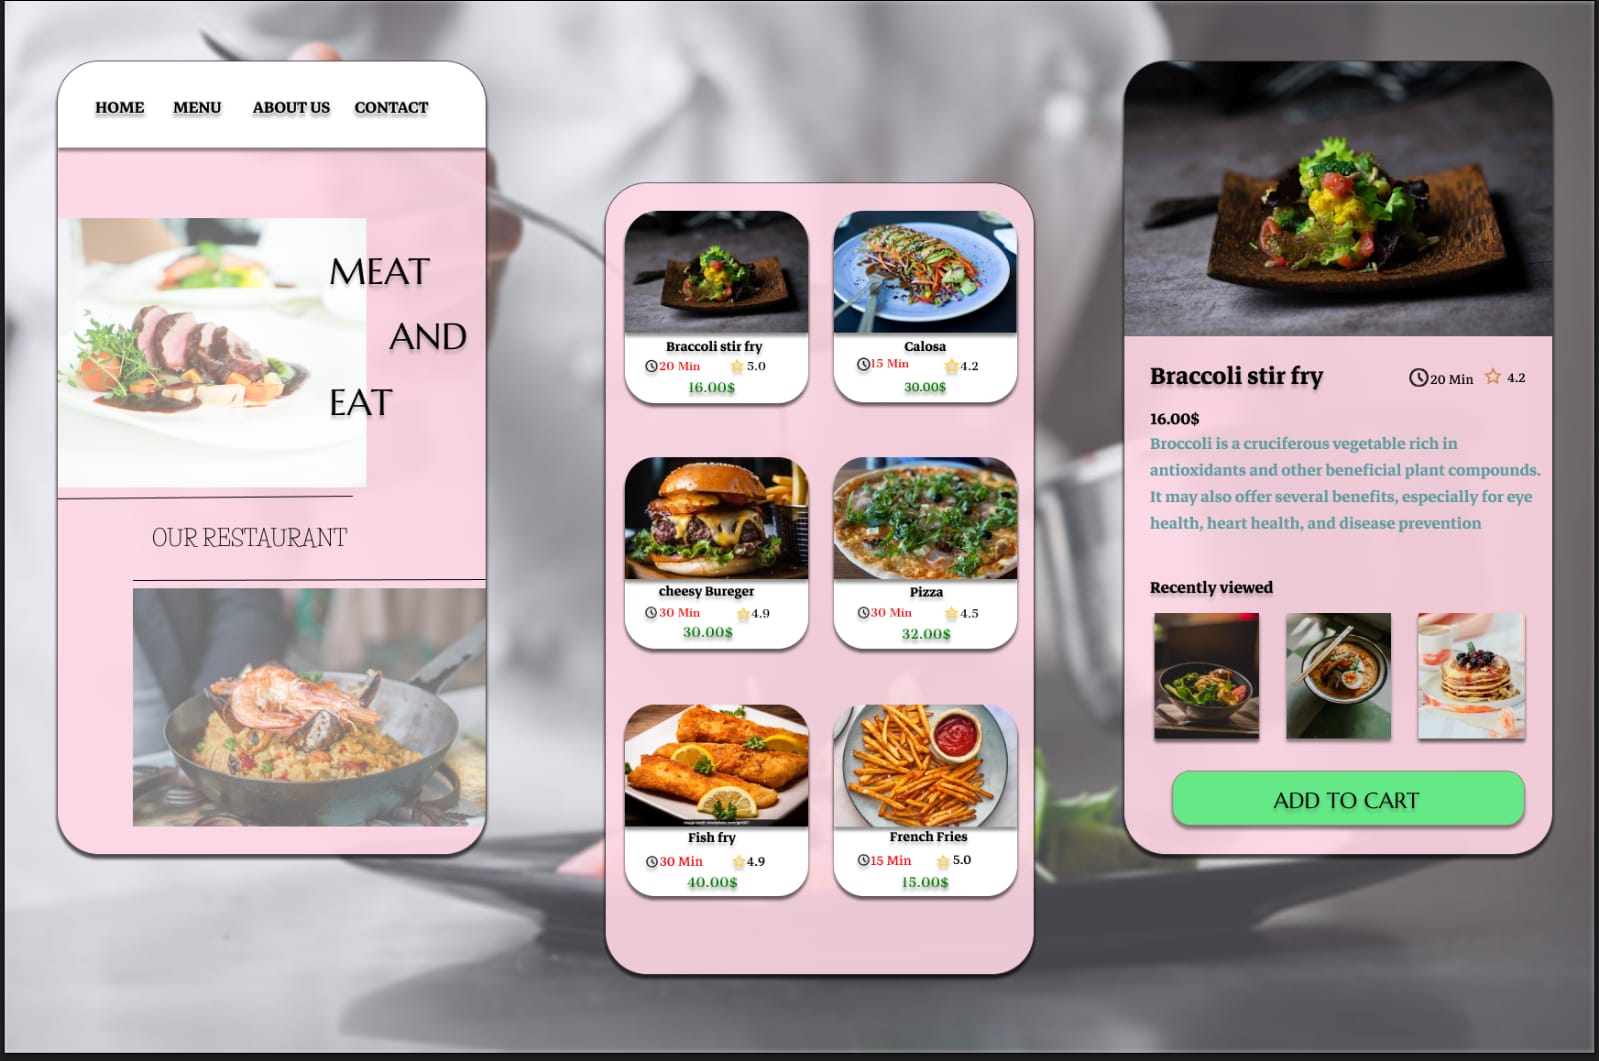 HOME MENU ABOUT US CONTACT
MEAT
AND
EAT
OUR RESTAURANT
Braccoli stir fry
20 Min 5.0
16.00$
Calosa
15 Min 4.2
30.00$
cheesy Bureger
30 Min 4.9
30.00$
Pizza
30 Min 4.5
32.00$
Fish fry
30 Min 4.9
40.00$
French Fries
15 Min 5.0
15.00$
Braccoli stir fry 20 Min 4.2
16.00$
Broccoli is a cruciferous vegetable rich in
antioxidants and other beneficial plant compounds.
It may also offer several benefits, especially for eye
health, heart health, and disease prevention
Recently viewed
ADD TO CART